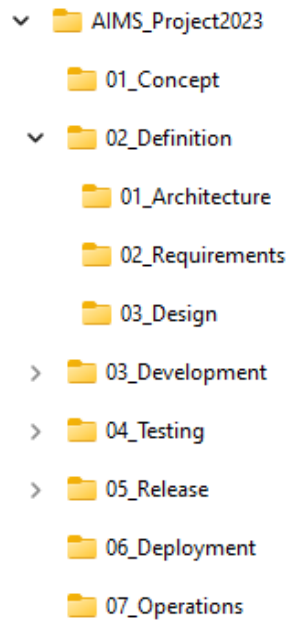 AIMS_Project2023
01_Concept
02_Definition
01_Architecture
02_Requirements
03_Design
03_Development
04_Testing
05_Release
06_Deployment
07_Operations